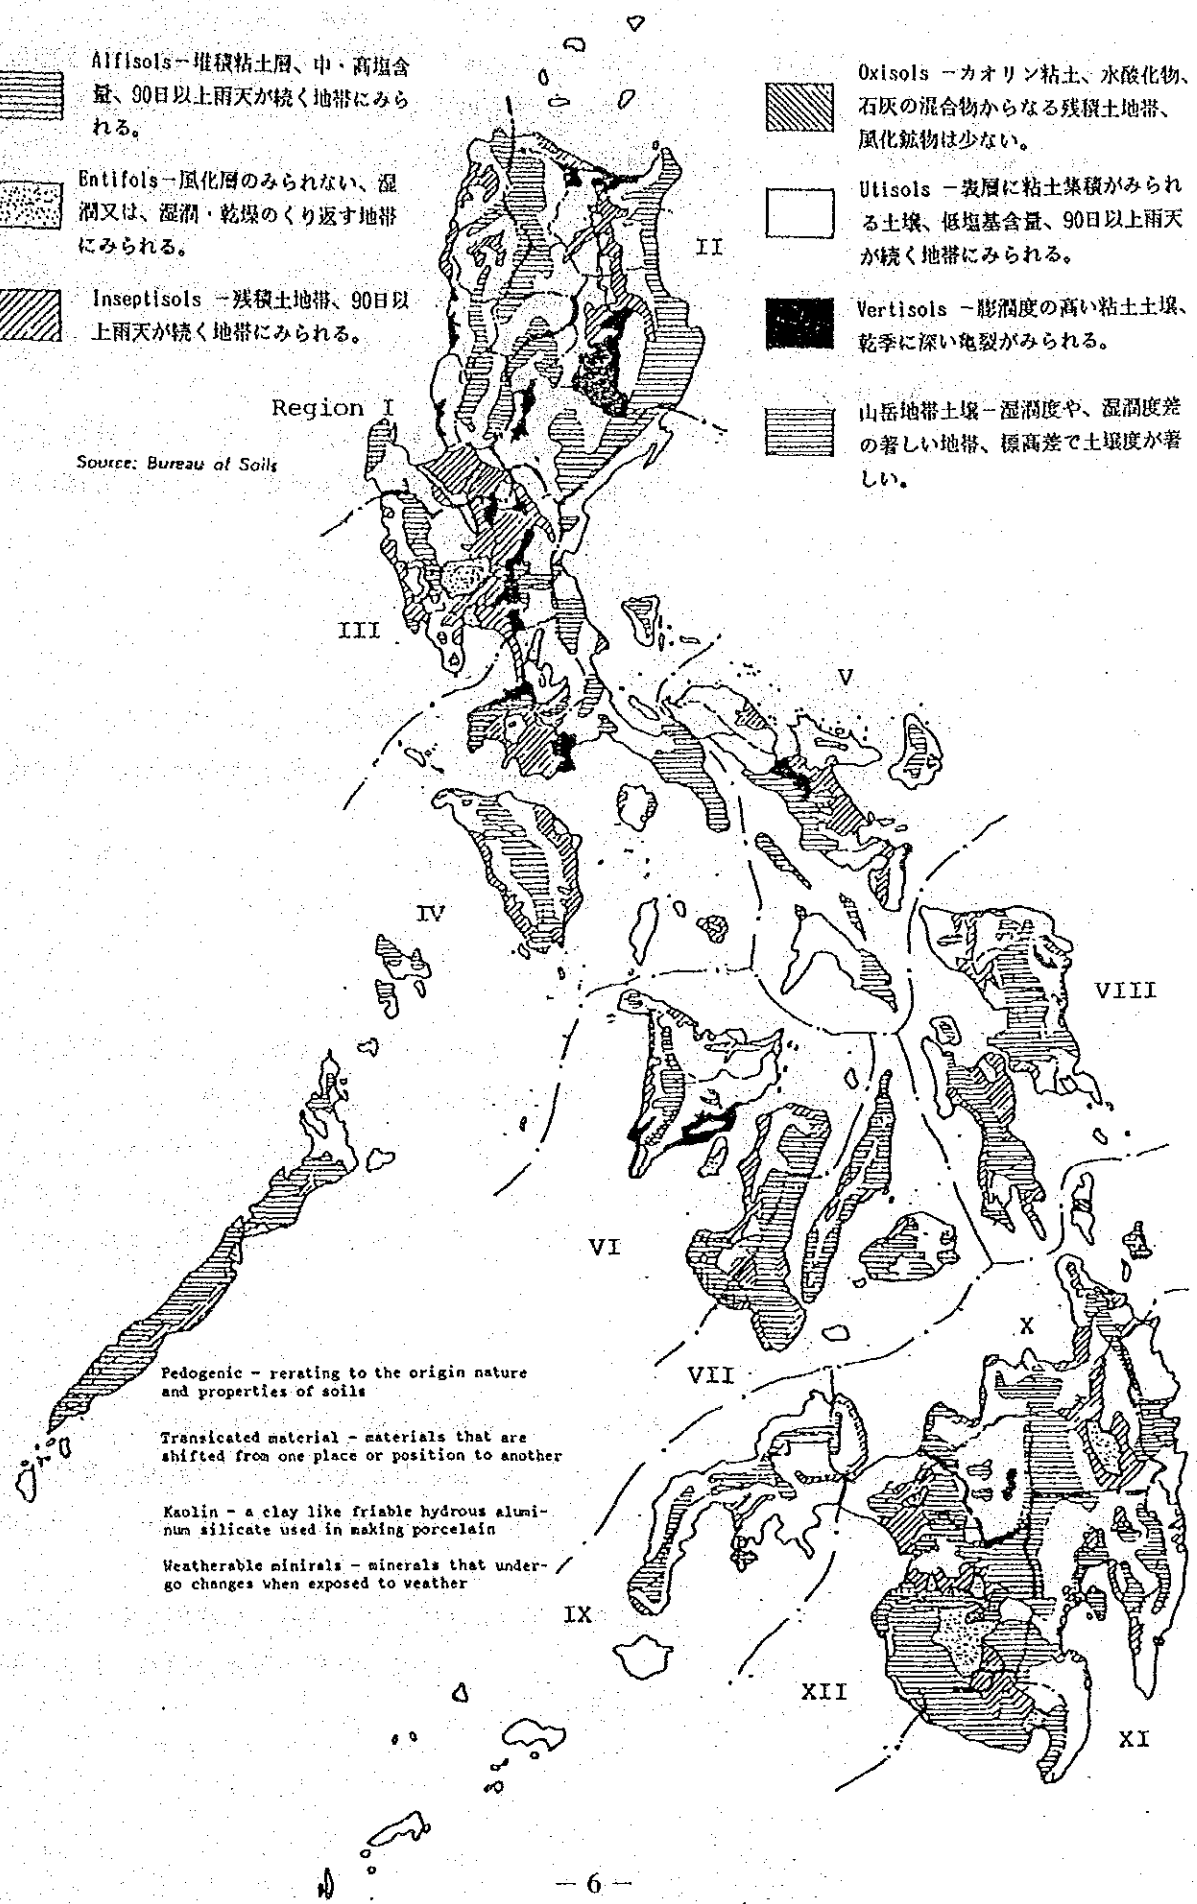 Alfisols－堆積粘土層、中・高塩含
量、90日以上雨天が続く地帯にみら
れる。
Entifols－風化層のみられない、湿
潤又は、湿潤・乾燥のくり返す地帯
にみられる。
Inseptisols －残積土地帯、90日以
上雨天が続く地帯にみられる。
Oxisols －カオリン粘土、水酸化物、
石灰の混合物からなる残積土地帯、
風化鉱物は少ない。
Utisols －表層に粘土集積がみられ
る土壌、低塩基含量、90日以上雨天
が続く地帯にみられる。
Vertisols －膨潤度の高い粘土土壌、
乾季に深い亀裂がみられる。
山岳地帯土壌－湿潤度や、湿潤度差
の著しい地帯、標高差で土壌度が著
しい。
Region I
Source: Bureau of Soils
II
III
V
IV
VIII
VI
X
VII
Pedogenic - rerating to the origin nature
and properties of soils
Transicated material - materials that are
shifted from one place or position to another
Kaolin - a clay like friable hydrous alumi-
num silicate used in making porcelain
Weatherable minirals - minerals that under-
go changes when exposed to weather
IX
XII
XI
－6－